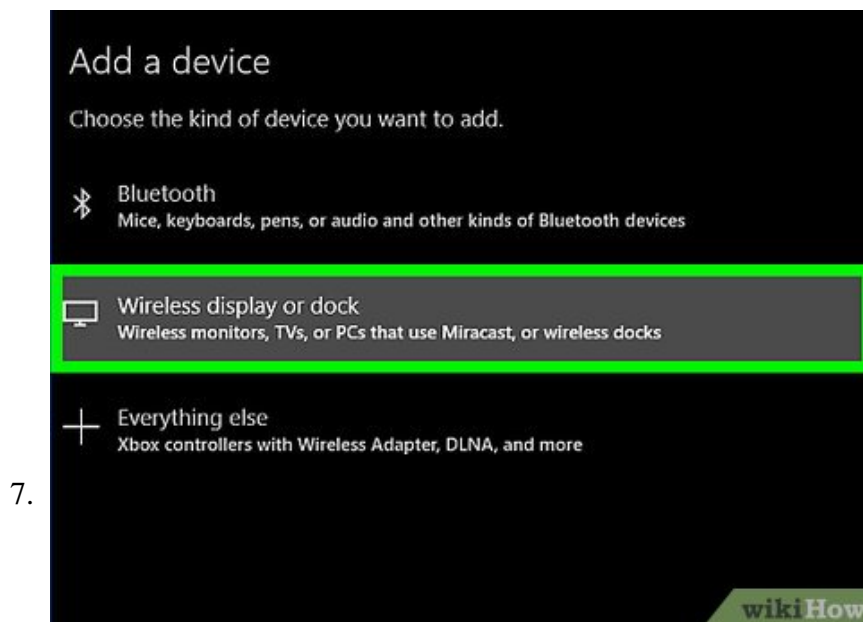 Add a device
Choose the kind of device you want to add.
Bluetooth
Mice, keyboards, pens, or audio and other kinds of Bluetooth devices
Wireless display or dock
Wireless monitors, TVs, or PCs that use Miracast, or wireless docks
Everything else
Xbox controllers with Wireless Adapter, DLNA, and more
7.
wikiHow